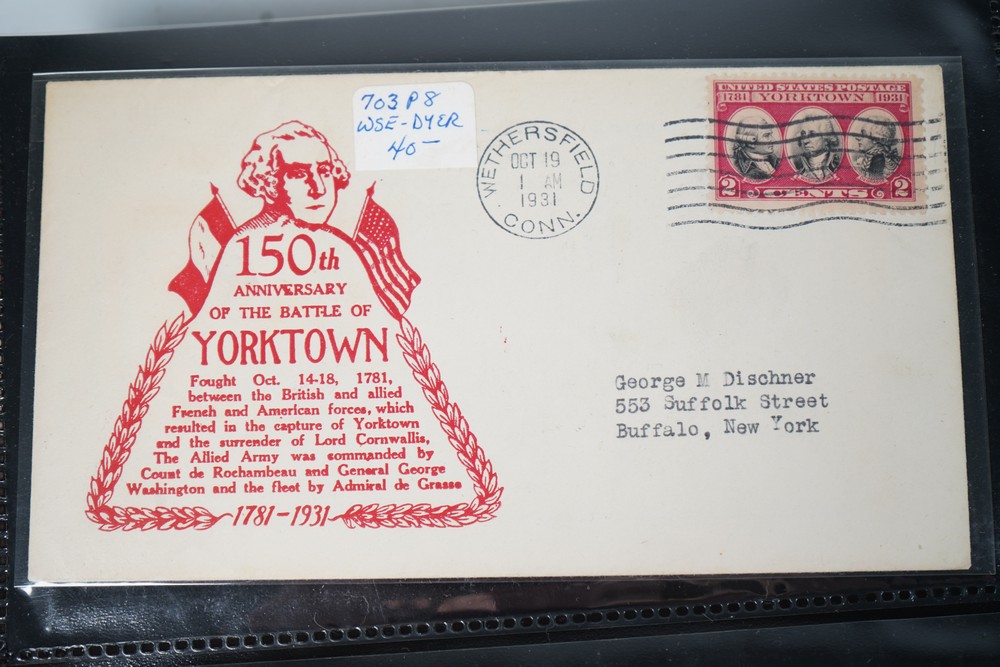 703 P8
WSE-DYER
40-
WETHERSFIELD
OCT 19
1 AM
1931
CONN.
UNITED STATES POSTAGE
1781 YORKTOWN 1931
2 CENTS 2
150th
ANNIVERSARY
OF THE BATTLE OF
YORKTOWN
Fought Oct. 14-18, 1781,
between the British and allied
French and American forces, which
resulted in the capture of Yorktown
and the surrender of Lord Cornwallis,
The Allied Army was commanded by
Count de Rochambeau and General George
Washington and the fleet by Admiral de Grasse
1781-1931
George M Dischner
553 Suffolk Street
Buffalo, New York